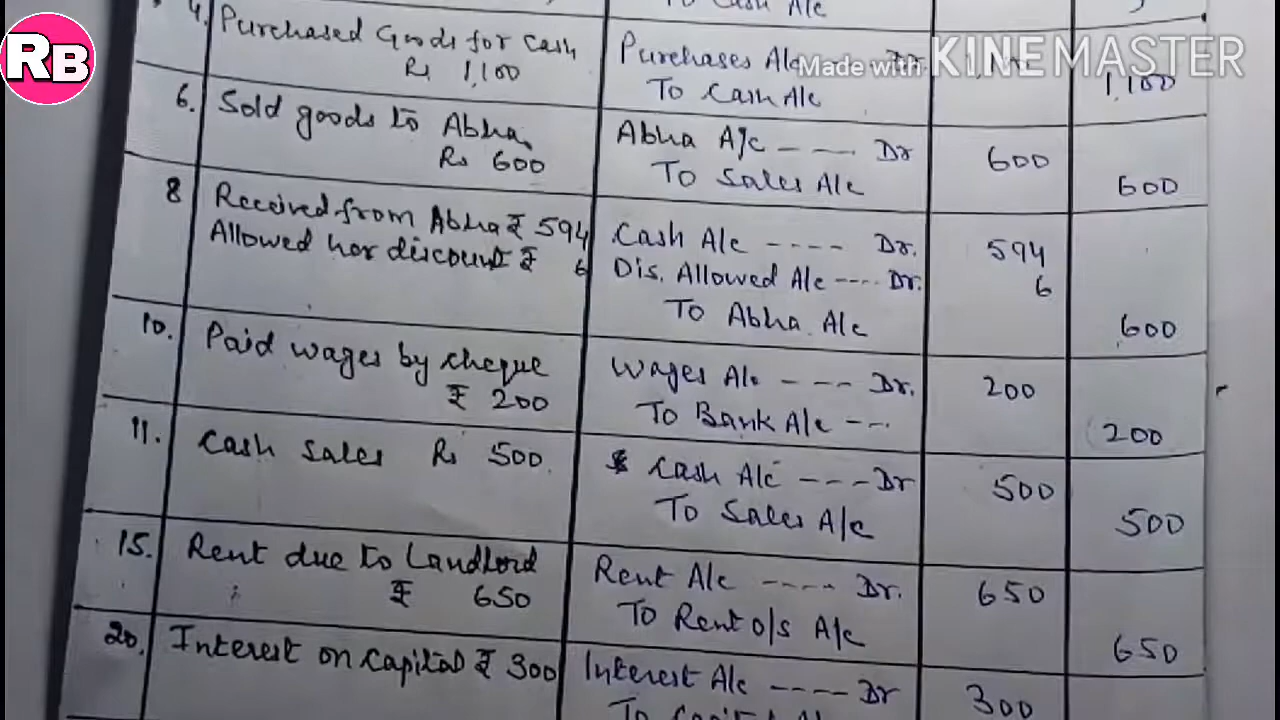 To Cash A/c
RB
4. Purchased Goods for cash
Rs 1,100
Purchases A/c
To Cash A/c
1,100
Made with KINEMASTER
6. Sold goods to Abha
Rs 600
Abha A/c - - - Dr
To Sales A/c
600
600
8 Received from Abha ₹ 594
Allowed her discount ₹ 6
Cash A/c ---- Dr.
Dis. Allowed A/c ---- Dr.
To Abha A/c
594
6
600
10. Paid wages by cheque
₹ 200
Wages A/c - - - - Dr.
To Bank A/c --.
200
200
11. Cash sales Rs 500.
Cash A/c - - - Dr
To Sales A/c
500
500
15. Rent due to Landlord
₹ 650
Rent A/c ---- Dr.
To Rent o/s A/c
650
650
20. Interest on capital ₹ 300
Interest A/c ---- Dr
300